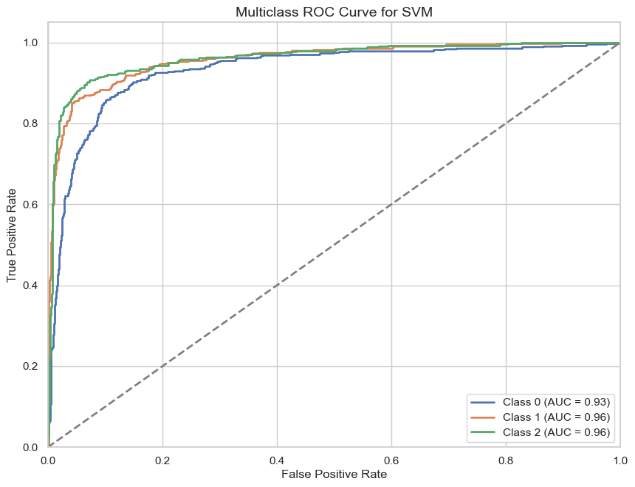 Multiclass ROC Curve for SVM
True Positive Rate
1.0
0.8
0.6
0.4
0.2
0.0
0.0 0.2 0.4 0.6 0.8 1.0
False Positive Rate
Class 0 (AUC = 0.93)
Class 1 (AUC = 0.96)
Class 2 (AUC = 0.96)